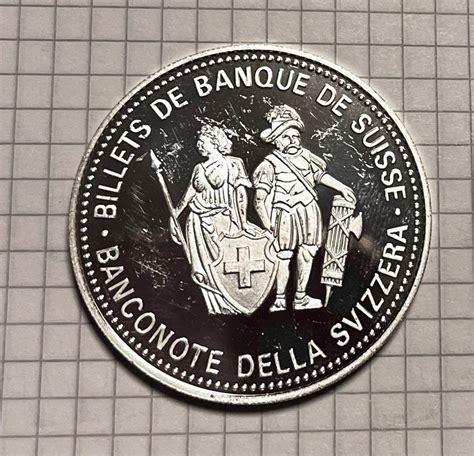 · BILLETS DE BANQUE DE SUISSE ·
BANCONOTE DELLA SVIZZERA